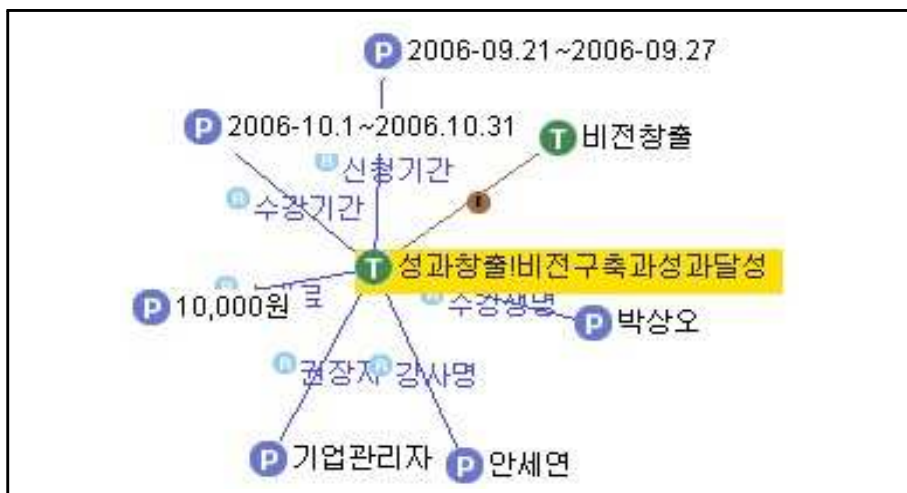 P 2006-09.21~2006-09.27
P 2006-10.1~2006.10.31
T 비전창출
R 신청기간
R 수강기간
T 성과창출!비전구축과성과달성
P 10,000원
R 수강생명
P 박상오
R 권장자
R 강사명
P 기업관리자
P 안세연